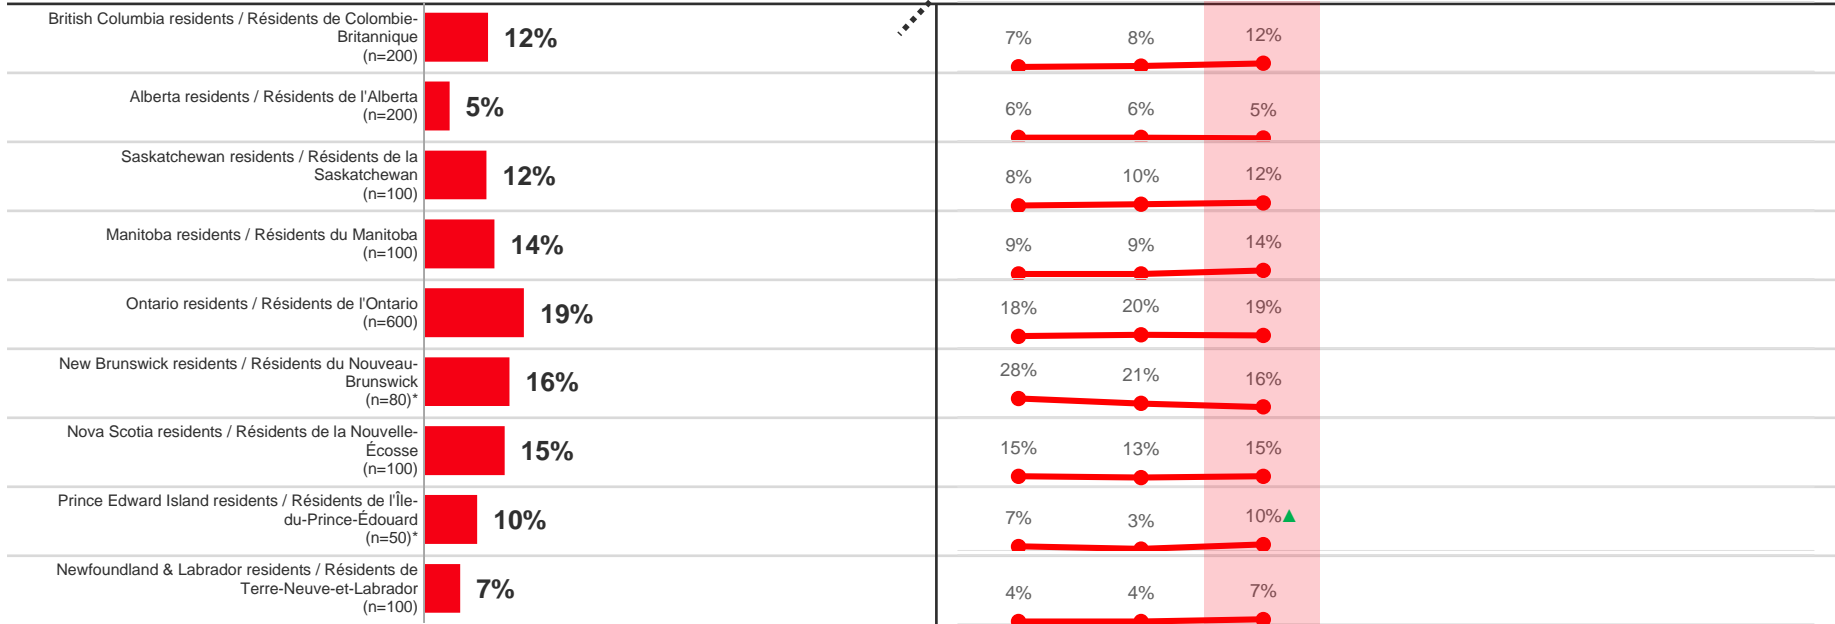 British Columbia residents / Résidents de Colombie-
Britannique
(n=200)
12%
7%
8%
12%
Alberta residents / Résidents de l'Alberta
(n=200)
5%
6%
6%
5%
Saskatchewan residents / Résidents de la
Saskatchewan
(n=100)
12%
8%
10%
12%
Manitoba residents / Résidents du Manitoba
(n=100)
14%
9%
9%
14%
Ontario residents / Résidents de l'Ontario
(n=600)
19%
18%
20%
19%
New Brunswick residents / Résidents du Nouveau-
Brunswick
(n=80)*
16%
28%
21%
16%
Nova Scotia residents / Résidents de la Nouvelle-
Écosse
(n=100)
15%
15%
13%
15%
Prince Edward Island residents / Résidents de l'Île-
du-Prince-Édouard
(n=50)*
10%
7%
3%
10%▲
Newfoundland & Labrador residents / Résidents de
Terre-Neuve-et-Labrador
(n=100)
7%
4%
4%
7%